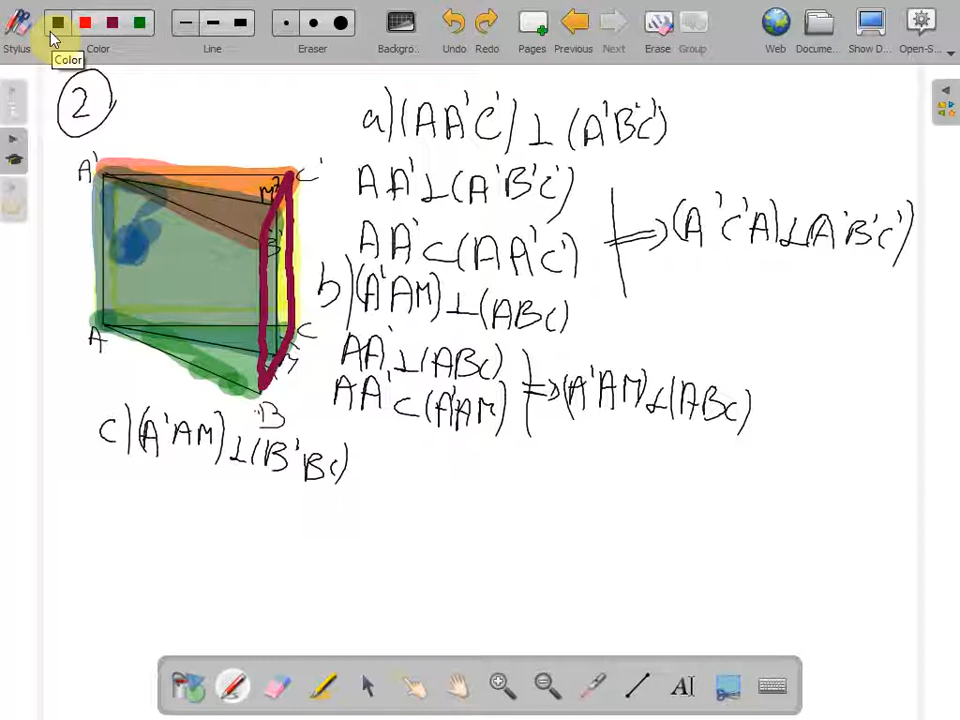 Stylus
Color
Line
Eraser
Backgro...
Undo
Redo
Pages
Previous
Next
Erase
Group
Web
Docume...
Show D...
Open-S...
Color
2
a)(AA'C') ⊥ (A'B'C')
AA' ⊥ (A'B'C')
AA' ⊂ (AA'C')
⟹ (A'C'A) ⊥ (A'B'C')
b)(A'AM) ⊥ (ABC)
AA' ⊥ (ABC)
AA' ⊂ (A'AM)
⟹ (A'AM) ⊥ (ABC)
A'
C'
M'
B'
A
C
M
B
c)(A'AM) ⊥ (B'BC)
AI